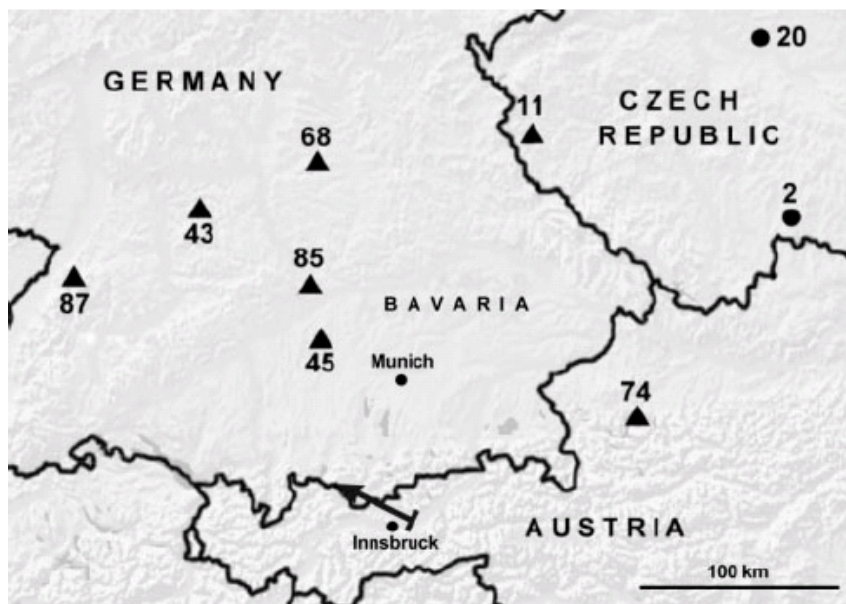 20
GERMANY
11
CZECH
REPUBLIC
68
2
43
85
87
BAVARIA
45
Munich
74
AUSTRIA
Innsbruck
100 km